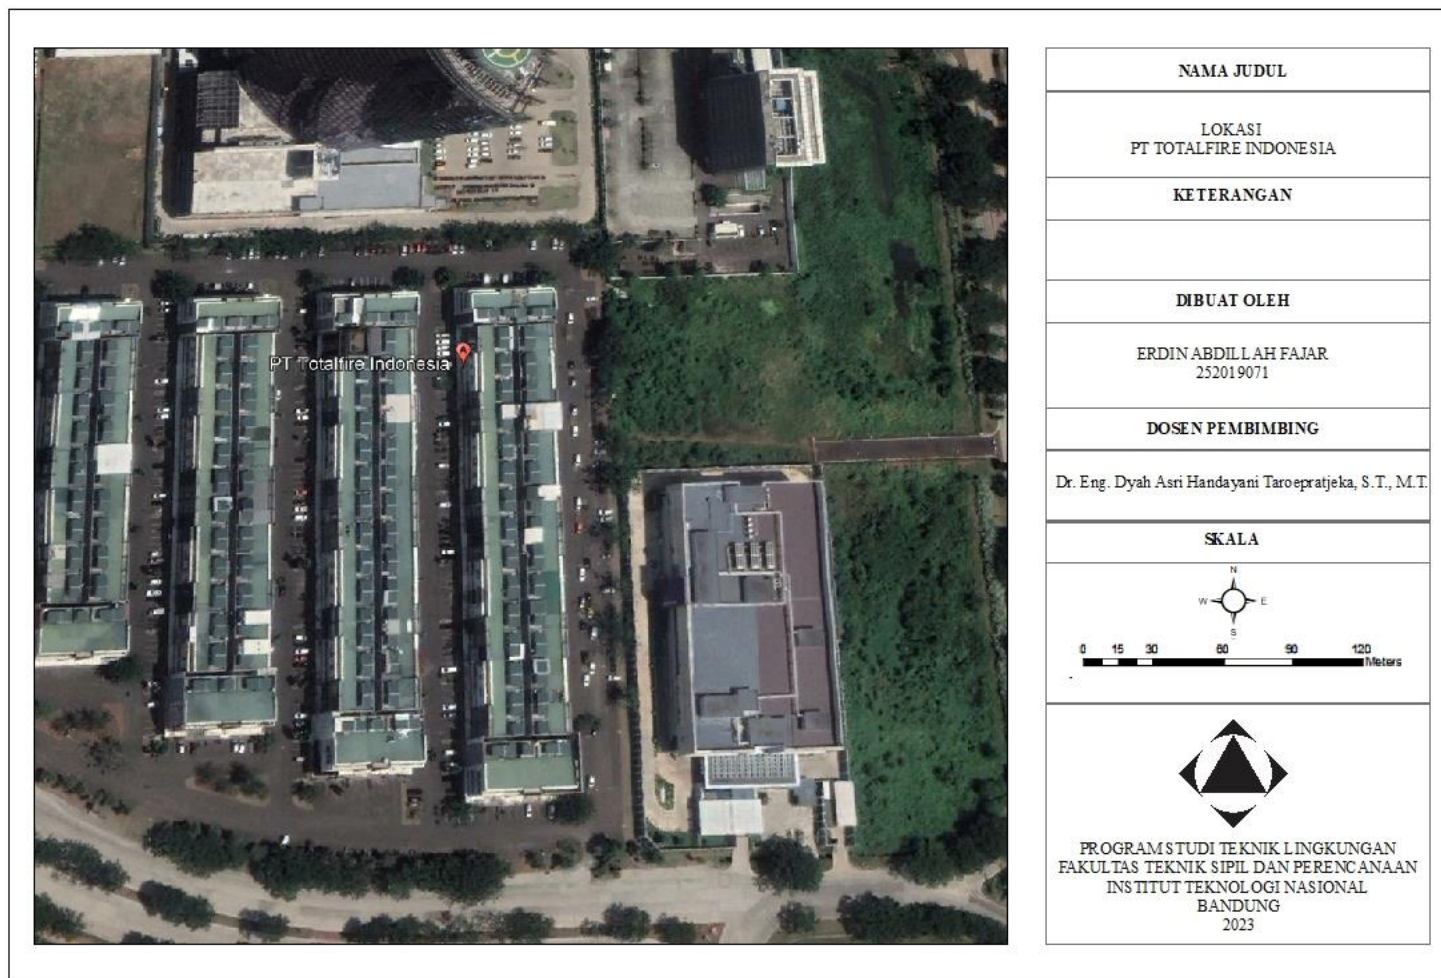 PT Totalfire Indonesia
NAMA JUDUL
LOKASI
PT TOTALFIRE INDONESIA
KETERANGAN
DIBUAT OLEH
ERDIN ABDILLAH FAJAR
252019071
DOSEN PEMBIMBING
Dr. Eng. Dyah Asri Handayani Taroepratjeka, S.T., M.T.
SKALA
N
W E
S
0 15 30 60 90 120
Meters
PROGRAM STUDI TEKNIK LINGKUNGAN
FAKULTAS TEKNIK SIPIL DAN PERENCANAAN
INSTITUT TEKNOLOGI NASIONAL
BANDUNG
2023